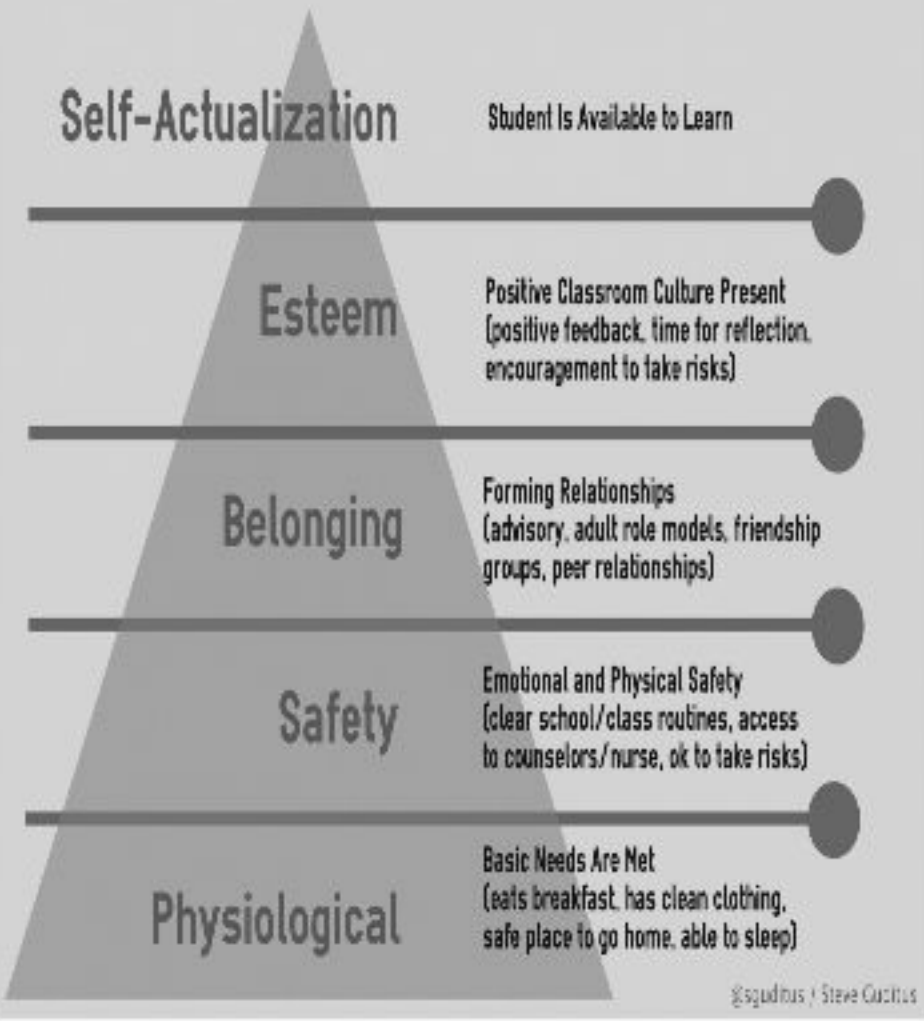 Self-Actualization
Student Is Available to Learn
Esteem
Positive Classroom Culture Present
(positive feedback, time for reflection,
encouragement to take risks)
Belonging
Forming Relationships
(advisory, adult role models, friendship
groups, peer relationships)
Safety
Emotional and Physical Safety
(clear school/class routines, access
to counselors/nurse, ok to take risks)
Physiological
Basic Needs Are Met
(eats breakfast, has clean clothing,
safe place to go home, able to sleep)
@sguditus / Steve Guditus